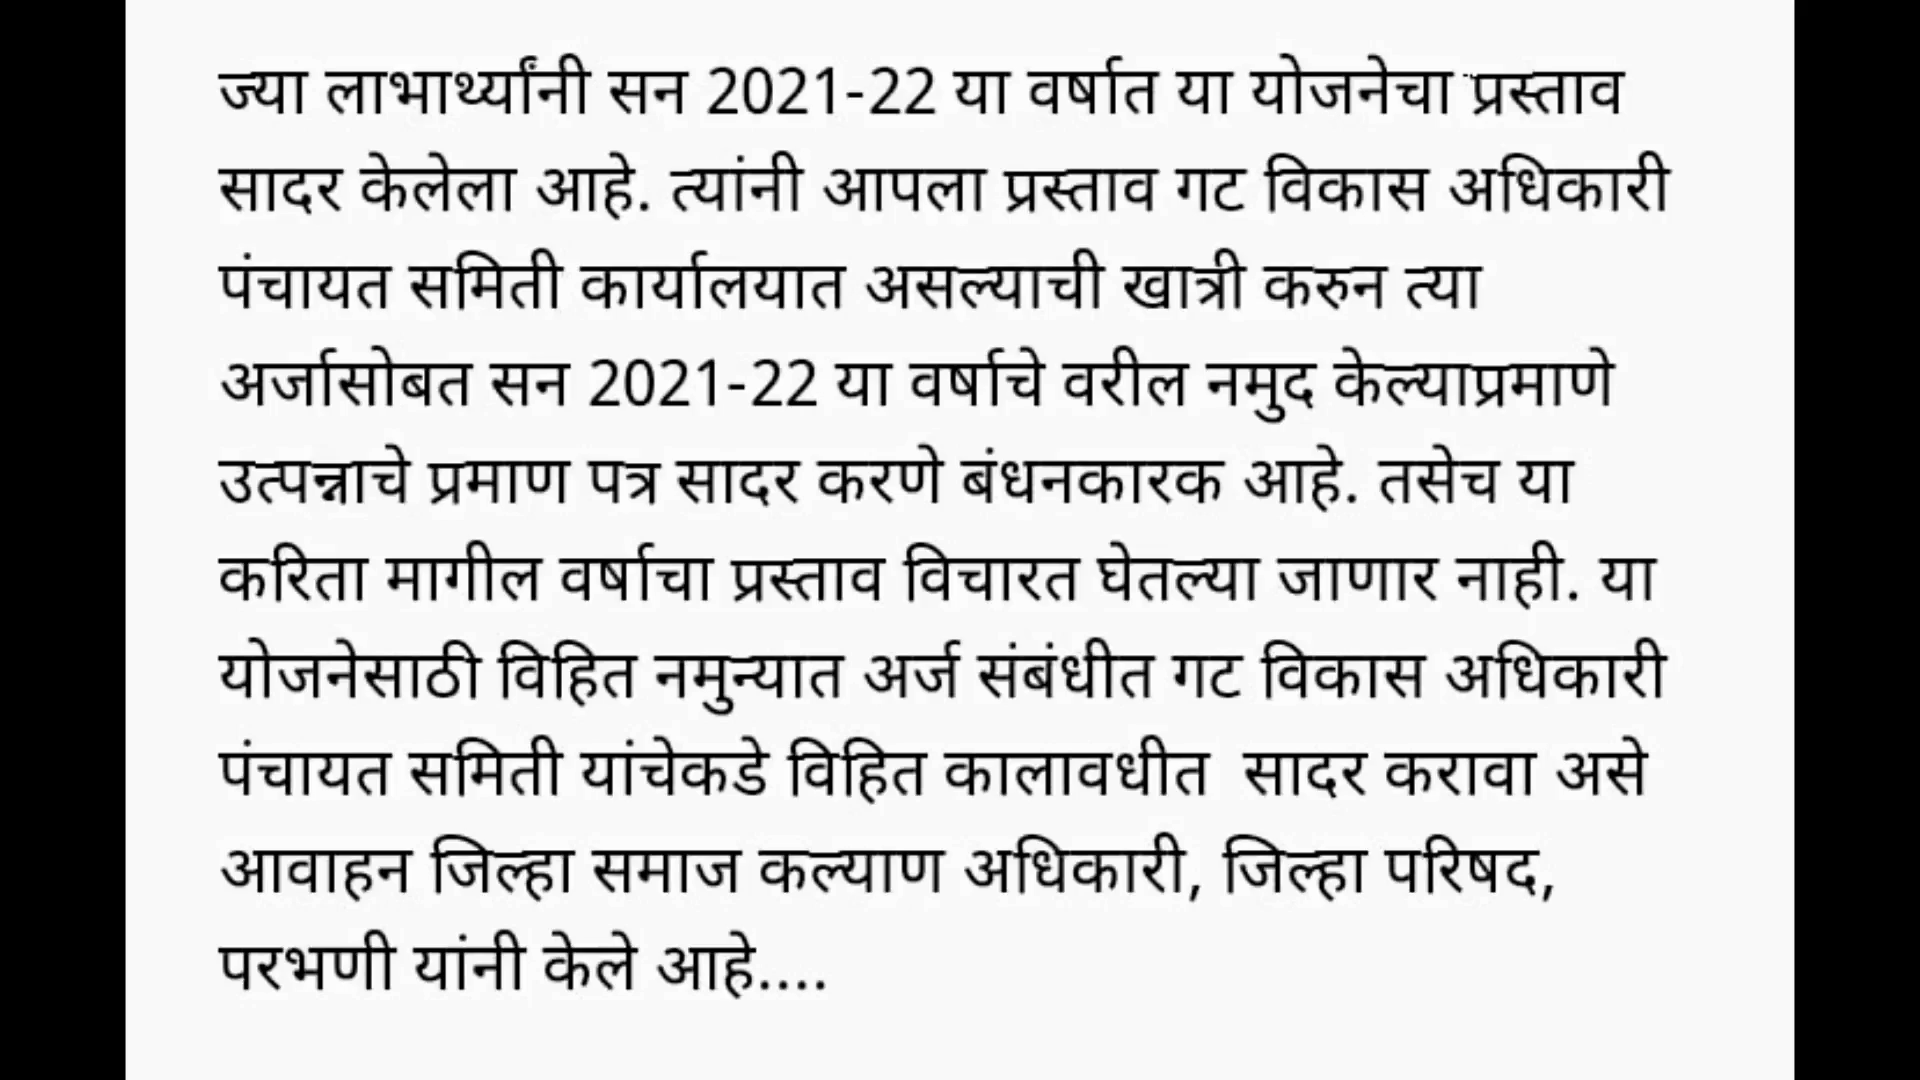 ज्या लाभार्थ्यांनी सन 2021-22 या वर्षात या योजनेचा प्रस्ताव
सादर केलेला आहे. त्यांनी आपला प्रस्ताव गट विकास अधिकारी
पंचायत समिती कार्यालयात असल्याची खात्री करुन त्या
अर्जासोबत सन 2021-22 या वर्षाचे वरील नमुद केल्याप्रमाणे
उत्पन्नाचे प्रमाण पत्र सादर करणे बंधनकारक आहे. तसेच या
करिता मागील वर्षाचा प्रस्ताव विचारत घेतल्या जाणार नाही. या
योजनेसाठी विहित नमुन्यात अर्ज संबंधीत गट विकास अधिकारी
पंचायत समिती यांचेकडे विहित कालावधीत  सादर करावा असे
आवाहन जिल्हा समाज कल्याण अधिकारी, जिल्हा परिषद,
परभणी यांनी केले आहे....